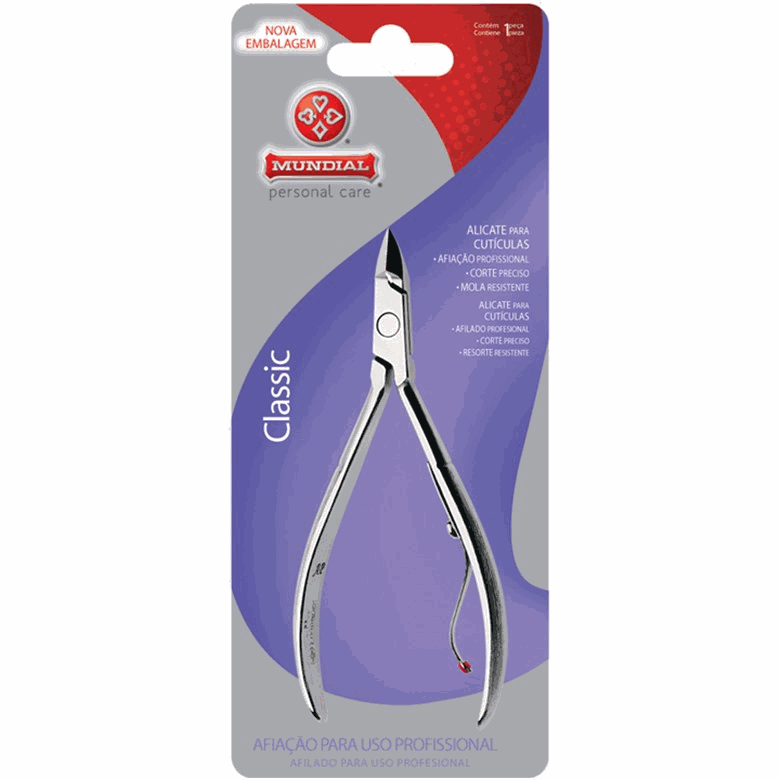 NOVA
EMBALAGEM
Contém 1 peça
Contiene pieza
MUNDIAL
personal care
ALICATE PARA
CUTÍCULAS
• AFIAÇÃO PROFISSIONAL
• CORTE PRECISO
• MOLA RESISTENTE
ALICATE PARA
CUTÍCULAS
• AFILADO PROFESIONAL
• CORTE PRECISO
• RESORTE RESISTENTE
Classic
AFIAÇÃO PARA USO PROFISSIONAL
AFILADO PARA USO PROFESIONAL